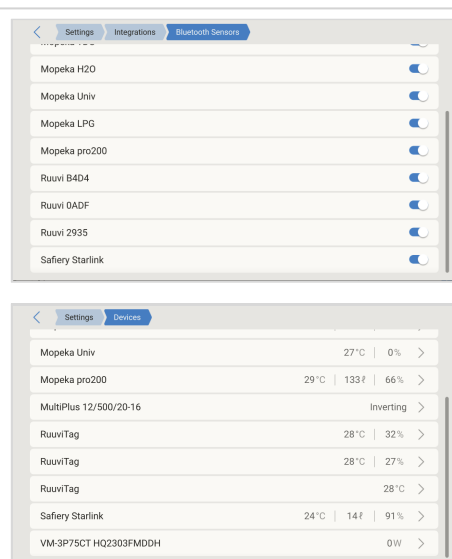 Settings Integrations Bluetooth Sensors
Mopeka H2O
Mopeka Univ
Mopeka LPG
Mopeka pro200
Ruuvi B4D4
Ruuvi 0ADF
Ruuvi 2935
Safiery Starlink
Settings Devices
Mopeka Univ 27°C 0%
Mopeka pro200 29°C 133ℓ 66%
MultiPlus 12/500/20-16 Inverting
RuuviTag 28°C 32%
RuuviTag 28°C 27%
RuuviTag 28°C
Safiery Starlink 24°C 14ℓ 91%
VM-3P75CT HQ2303FMDDH 0W